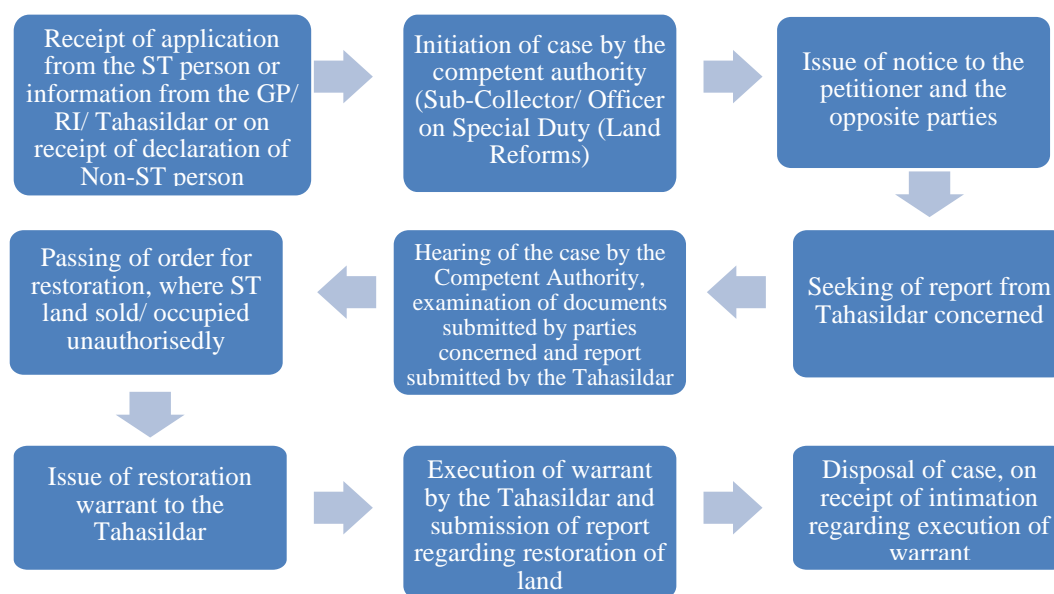 Receipt of application
from the ST person or
information from the GP/
RI/ Tahasildar or on
receipt of declaration of
Non-ST person
Initiation of case by the
competent authority
(Sub-Collector/ Officer
on Special Duty (Land
Reforms)
Issue of notice to the
petitioner and the
opposite parties
Seeking of report from
Tahasildar concerned
Hearing of the case by the
Competent Authority,
examination of documents
submitted by parties
concerned and report
submitted by the Tahasildar
Passing of order for
restoration, where ST
land sold/ occupied
unauthorisedly
Issue of restoration
warrant to the
Tahasildar
Execution of warrant
by the Tahasildar and
submission of report
regarding restoration of
land
Disposal of case, on
receipt of intimation
regarding execution of
warrant